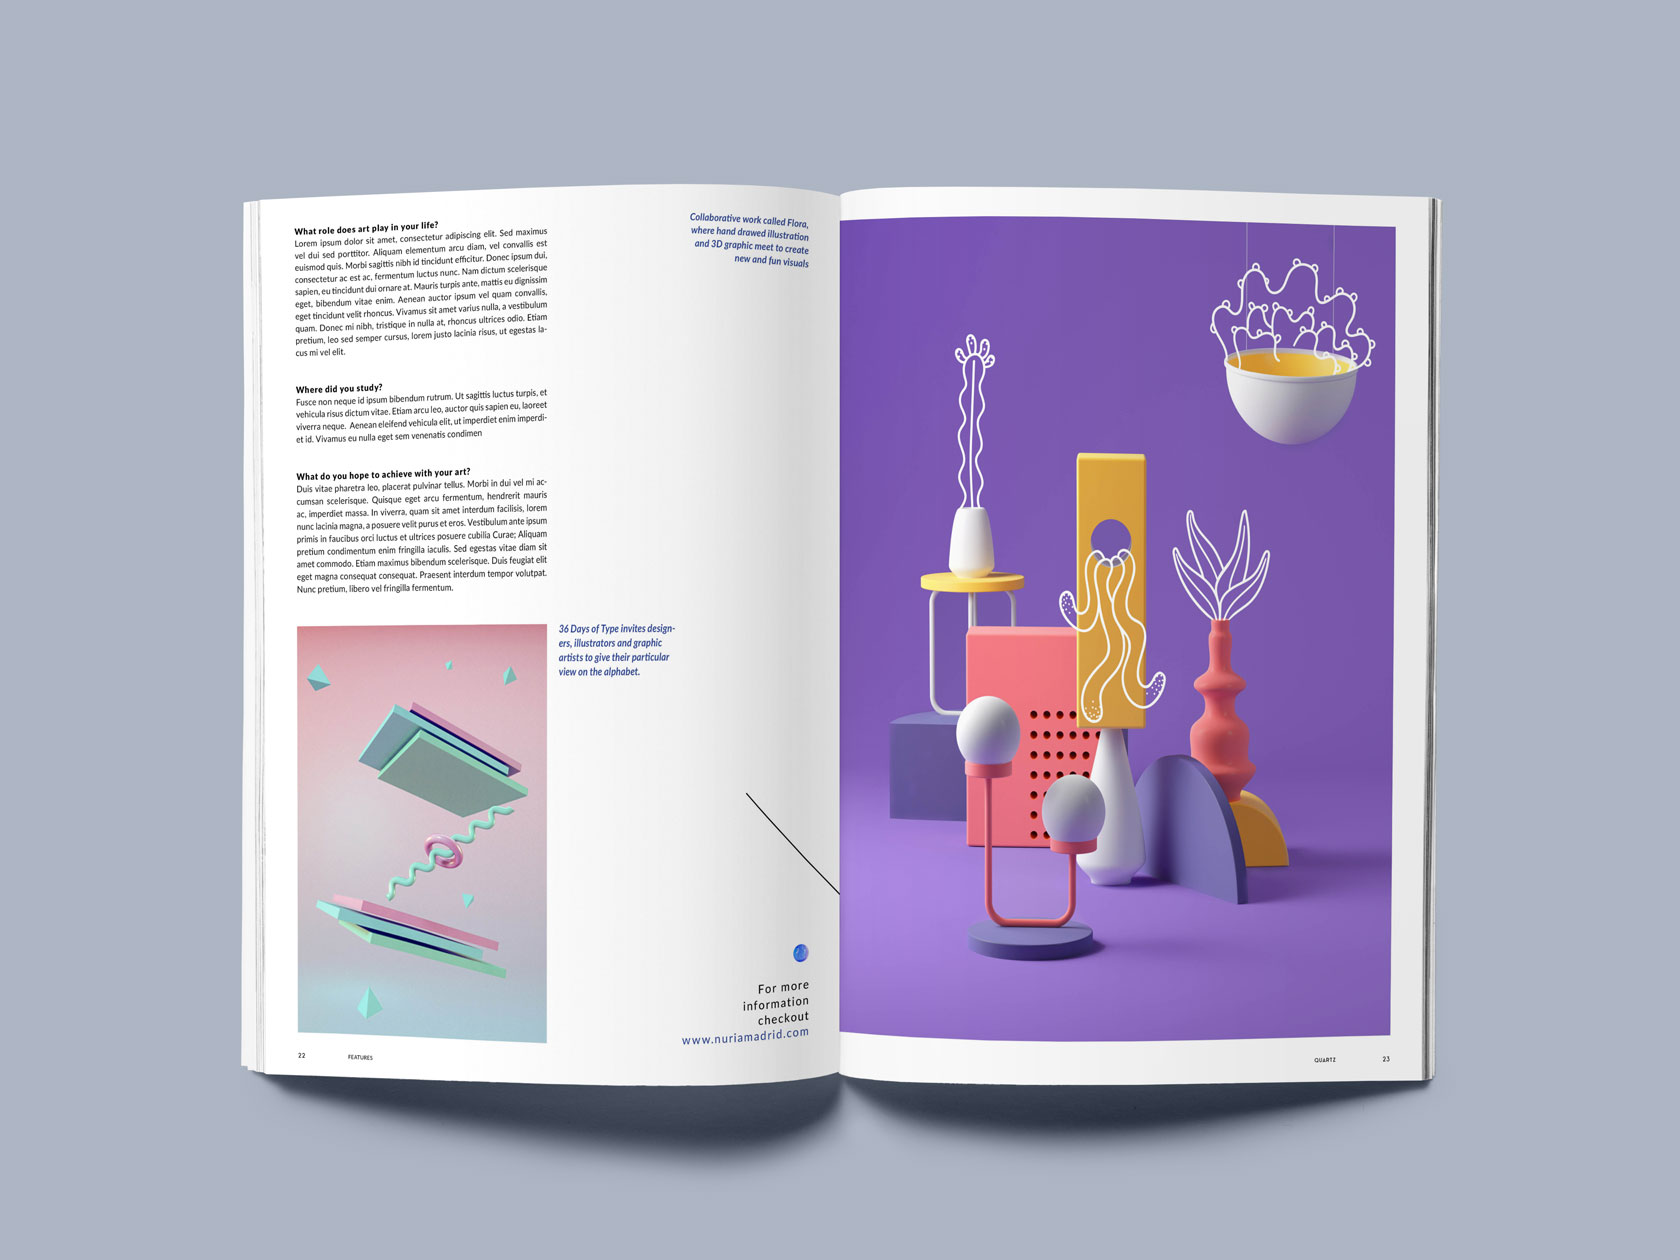 What role does art play in your life?
Lorem ipsum dolor sit amet, consectetur adipiscing elit. Sed maximus
vel dui sed porttitor. Aliquam elementum arcu diam, vel convallis est
euismod quis. Morbi sagittis nibh id tincidunt efficitur. Donec ipsum dui,
consectetur ac est ac, fermentum luctus nunc. Nam dictum scelerisque
sapien, eu tincidunt dui ornare at. Mauris turpis ante, mattis eu dignissim
eget, bibendum vitae enim. Aenean auctor ipsum vel quam convallis,
eget tincidunt velit rhoncus. Vivamus sit amet varius nulla, a vestibulum
quam. Donec mi nibh, tristique in nulla at, rhoncus ultrices odio. Etiam
pretium, leo sed semper cursus, lorem justo lacinia risus, ut egestas la-
cus mi vel elit.
Where did you study?
Fusce non neque id ipsum bibendum rutrum. Ut sagittis luctus turpis, et
vehicula risus dictum vitae. Etiam arcu leo, auctor quis sapien eu, laoreet
viverra neque. Aenean eleifend vehicula elit, ut imperdiet enim imperdi-
et id. Vivamus eu nulla eget sem venenatis condimen
What do you hope to achieve with your art?
Duis vitae pharetra leo, placerat pulvinar tellus. Morbi in dui vel mi ac-
cumsan scelerisque. Quisque eget arcu fermentum, hendrerit mauris
ac, imperdiet massa. In viverra, quam sit amet interdum facilisis, lorem
nunc lacinia magna, a posuere velit purus et eros. Vestibulum ante ipsum
primis in faucibus orci luctus et ultrices posuere cubilia Curae; Aliquam
pretium condimentum enim fringilla iaculis. Sed egestas vitae diam sit
amet commodo. Etiam maximus bibendum scelerisque. Duis feugiat elit
eget magna consequat consequat. Praesent interdum tempor volutpat.
Nunc pretium, libero vel fringilla fermentum.
36 Days of Type invites design-
ers, illustrators and graphic
artists to give their particular
view on the alphabet.
Collaborative work called Flora,
where hand drawed illustration
and 3D graphic meet to create
new and fun visuals
For more
information
checkout
www.nuriamadrid.com
22 FEATURES
QUARTZ 23